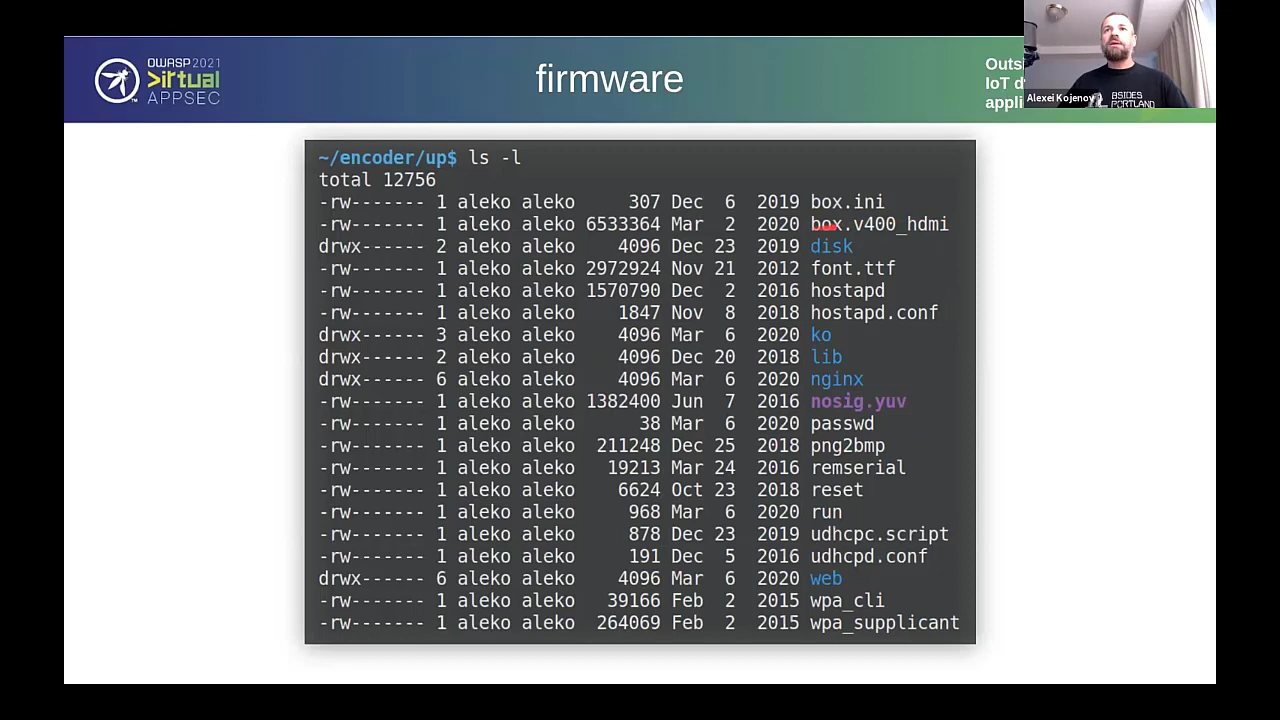 OWASP 2021
>irtual
APPSEC
firmware
Outs
IoT d
appli
Alexei Kojenov
BSIDES
PORTLAND
~/encoder/up$ ls -l
total 12756
-rw------- 1 aleko aleko 307 Dec 6 2019 box.ini
-rw------- 1 aleko aleko 6533364 Mar 2 2020 box.v400_hdmi
drwx------ 2 aleko aleko 4096 Dec 23 2019 disk
-rw------- 1 aleko aleko 2972924 Nov 21 2012 font.ttf
-rw------- 1 aleko aleko 1570790 Dec 2 2016 hostapd
-rw------- 1 aleko aleko 1847 Nov 8 2018 hostapd.conf
drwx------ 3 aleko aleko 4096 Mar 6 2020 ko
drwx------ 2 aleko aleko 4096 Dec 20 2018 lib
drwx------ 6 aleko aleko 4096 Mar 6 2020 nginx
-rw------- 1 aleko aleko 1382400 Jun 7 2016 nosig.yuv
-rw------- 1 aleko aleko 38 Mar 6 2020 passwd
-rw------- 1 aleko aleko 211248 Dec 25 2018 png2bmp
-rw------- 1 aleko aleko 19213 Mar 24 2016 remserial
-rw------- 1 aleko aleko 6624 Oct 23 2018 reset
-rw------- 1 aleko aleko 968 Mar 6 2020 run
-rw------- 1 aleko aleko 878 Dec 23 2019 udhcpc.script
-rw------- 1 aleko aleko 191 Dec 5 2016 udhcpd.conf
drwx------ 6 aleko aleko 4096 Mar 6 2020 web
-rw------- 1 aleko aleko 39166 Feb 2 2015 wpa_cli
-rw------- 1 aleko aleko 264069 Feb 2 2015 wpa_supplicant